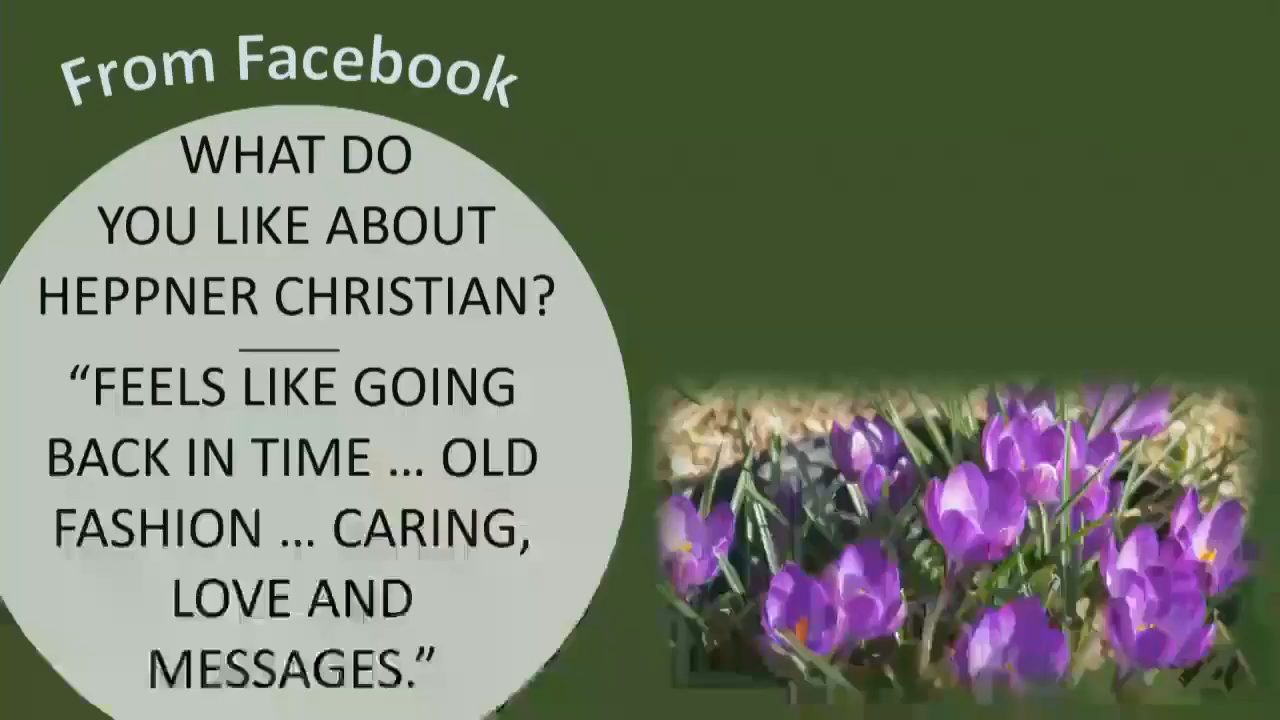 From Facebook
WHAT DO
YOU LIKE ABOUT
HEPPNER CHRISTIAN?
“FEELS LIKE GOING
BACK IN TIME ... OLD
FASHION ... CARING,
LOVE AND
MESSAGES.”